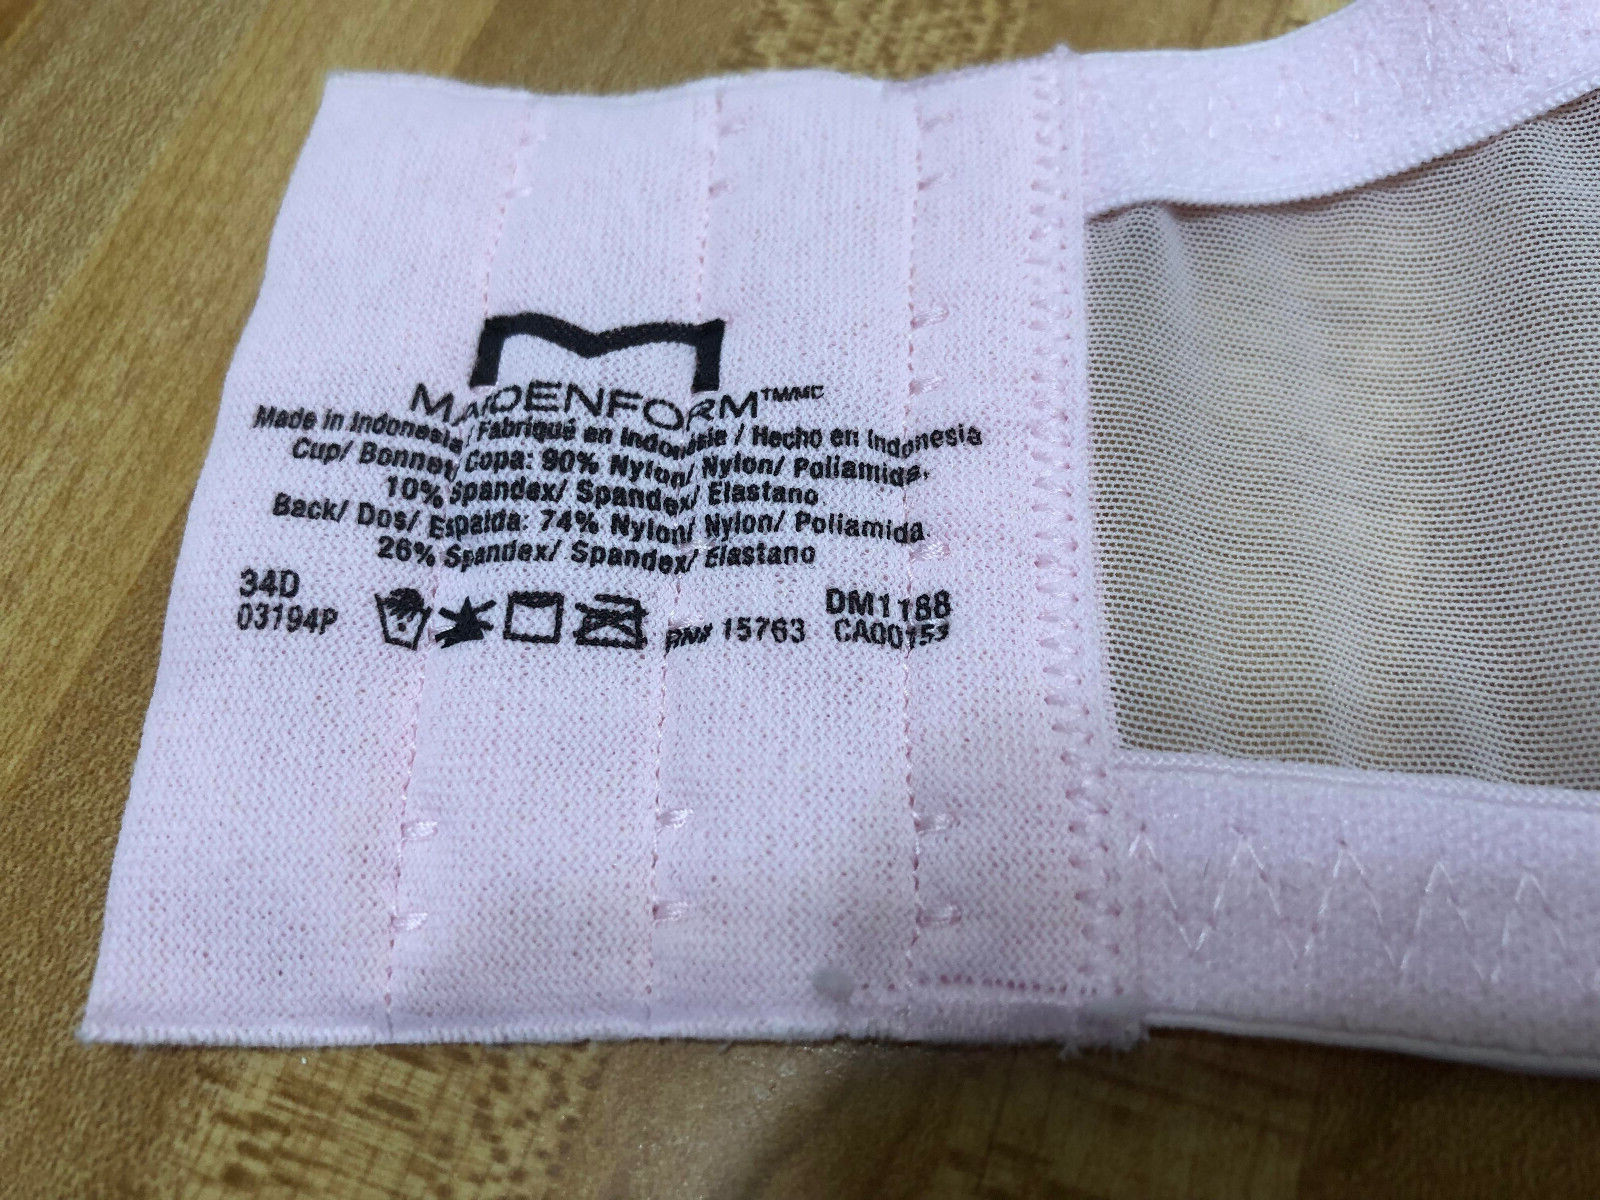 MAIDENFORM™/MC
Made in Indonesia / Fabriqué en Indonésie / Hecho en Indonesia
Cup/ Bonnet/ Copa: 90% Nylon/ Nylon/ Poliamida.
10% Spandex/ Spandex/ Elastano
Back/ Dos/ Espalda: 74% Nylon/ Nylon/ Poliamida.
26% Spandex/ Spandex/ Elastano
34D
03194P
RN# 15763
DM1188
CA00153